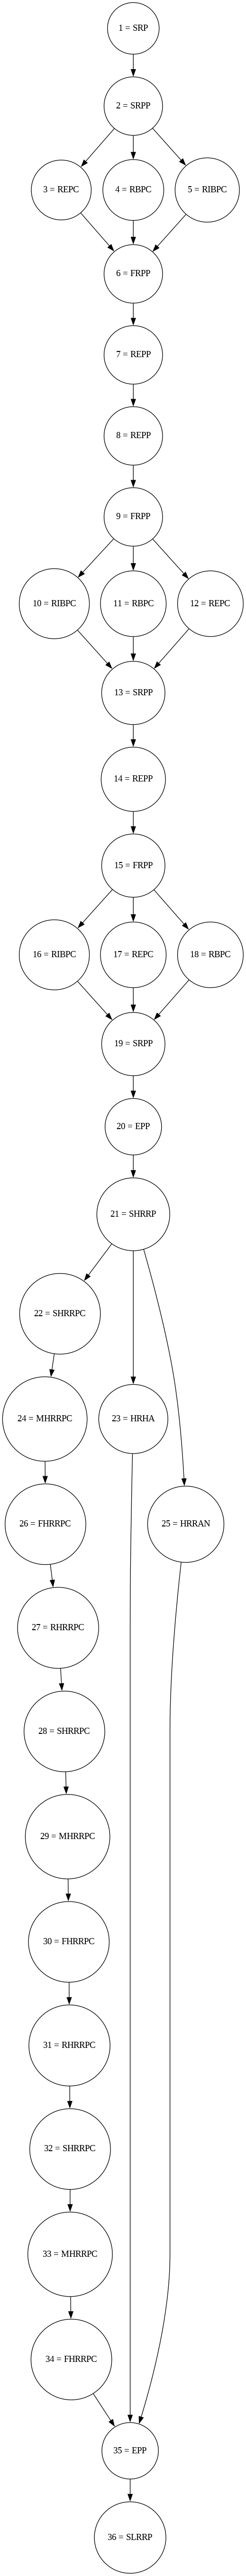 1 = SRP
2 = SRPP
3 = REPC
4 = RBPC
5 = RIBPC
6 = FRPP
7 = REPP
8 = REPP
9 = FRPP
10 = RIBPC
11 = RBPC
12 = REPC
13 = SRPP
14 = REPP
15 = FRPP
16 = RIBPC
17 = REPC
18 = RBPC
19 = SRPP
20 = EPP
21 = SHRRP
22 = SHRRPC
24 = MHRRPC
23 = HRHA
26 = FHRRPC
25 = HRRAN
27 = RHRRPC
28 = SHRRPC
29 = MHRRPC
30 = FHRRPC
31 = RHRRPC
32 = SHRRPC
33 = MHRRPC
34 = FHRRPC
35 = EPP
36 = SLRRP